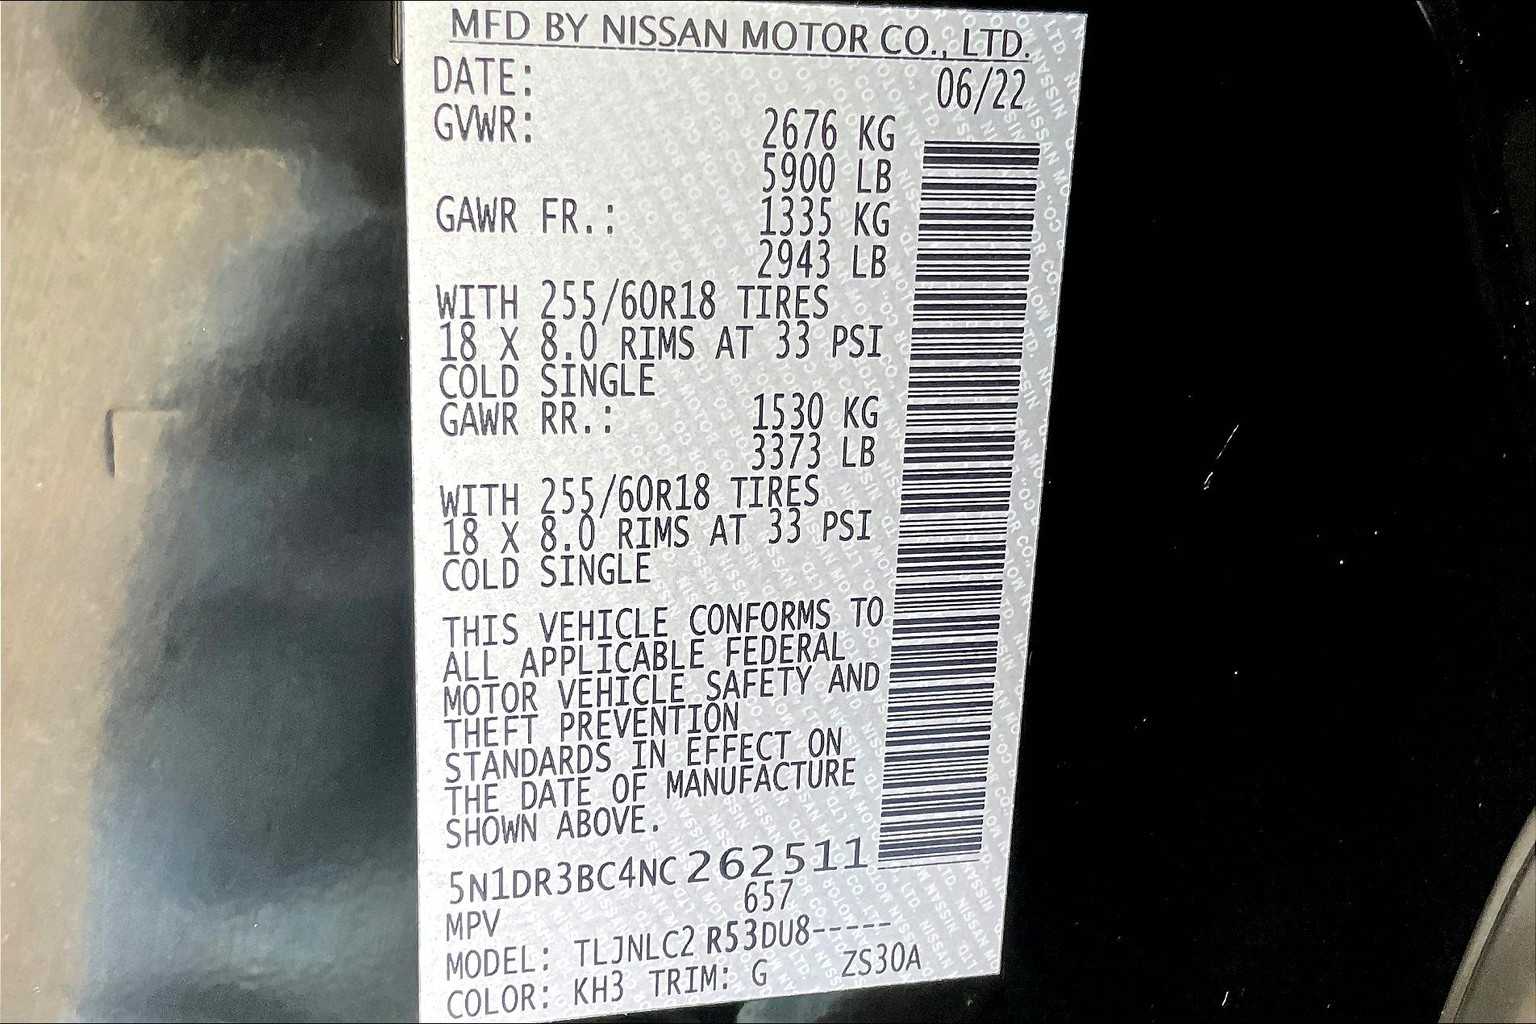 MFD BY NISSAN MOTOR CO., LTD.
DATE: 06/22
GVWR: 2676 KG
5900 LB
GAWR FR.: 1335 KG
2943 LB
WITH 255/60R18 TIRES
18 X 8.0 RIMS AT 33 PSI
COLD SINGLE
GAWR RR.: 1530 KG
3373 LB
WITH 255/60R18 TIRES
18 X 8.0 RIMS AT 33 PSI
COLD SINGLE
THIS VEHICLE CONFORMS TO
ALL APPLICABLE FEDERAL
MOTOR VEHICLE SAFETY AND
THEFT PREVENTION
STANDARDS IN EFFECT ON
THE DATE OF MANUFACTURE
SHOWN ABOVE.
5N1DR3BC4NC262511
657
MPV
MODEL: TLJNLC2 R53DU8-----
COLOR: KH3 TRIM: G ZS30A